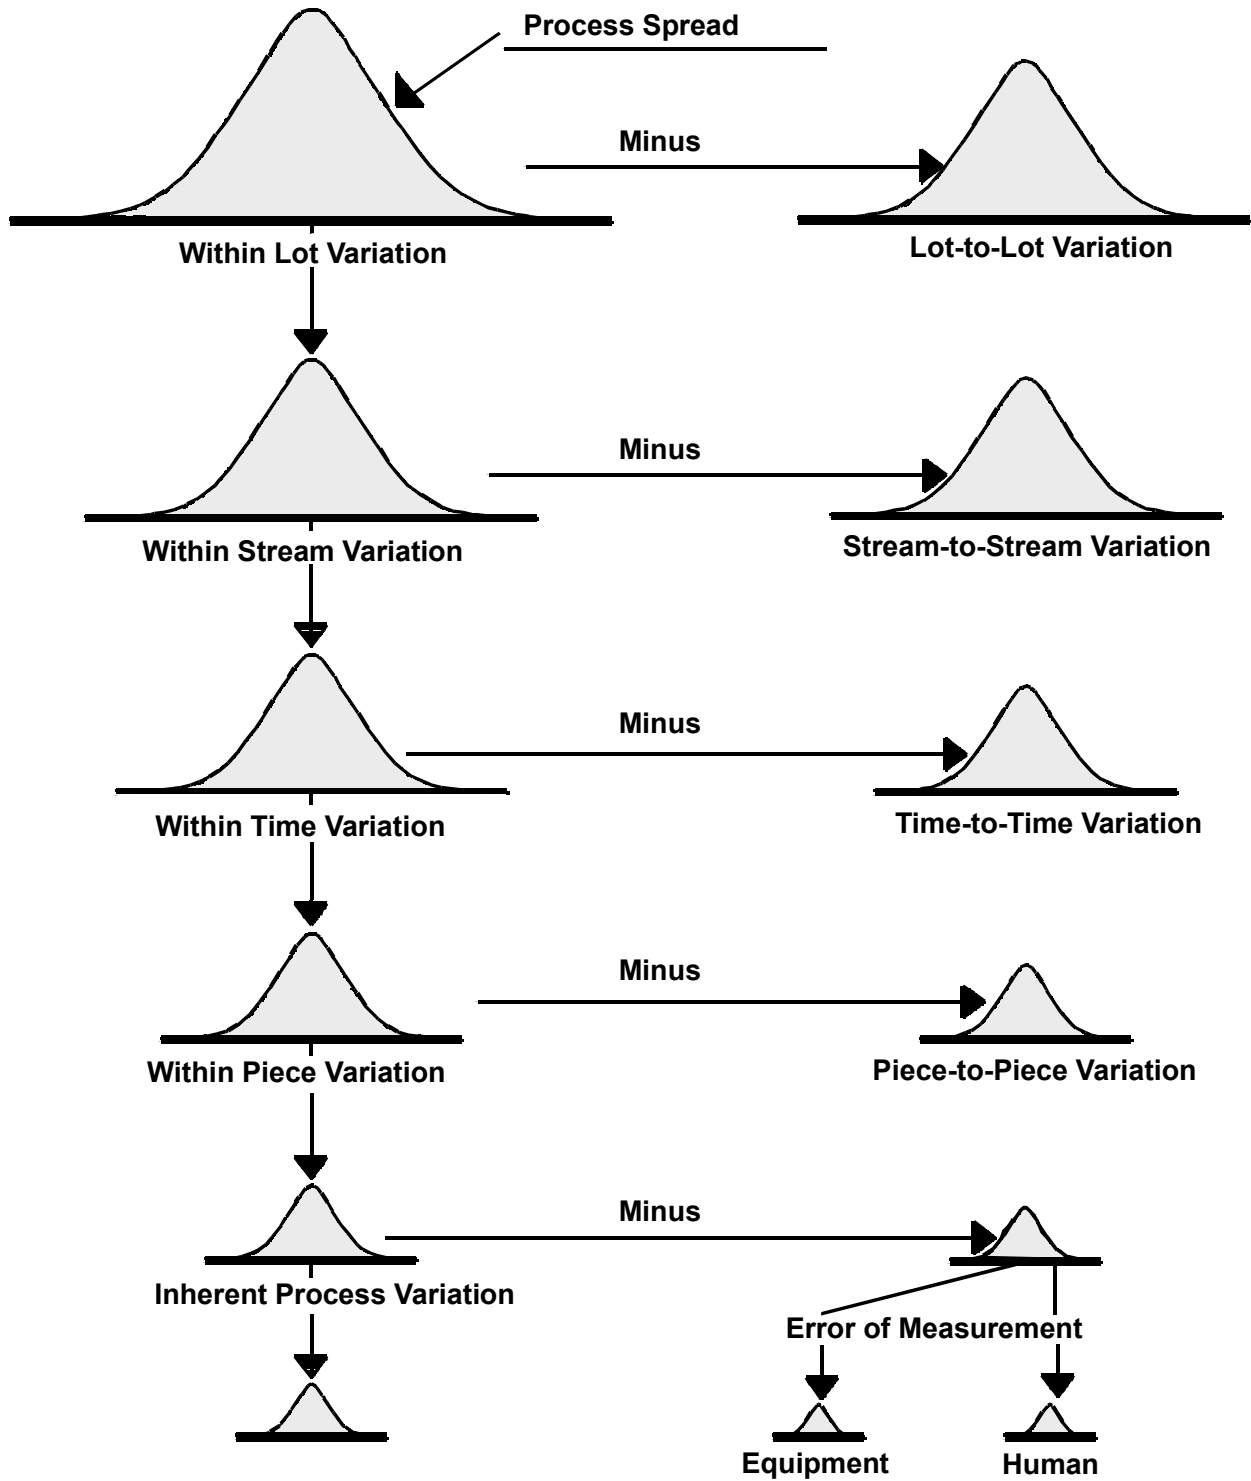 Process Spread
Minus
Within Lot Variation
Lot-to-Lot Variation
Minus
Within Stream Variation
Stream-to-Stream Variation
Minus
Within Time Variation
Time-to-Time Variation
Minus
Within Piece Variation
Piece-to-Piece Variation
Minus
Inherent Process Variation
Error of Measurement
Equipment
Human